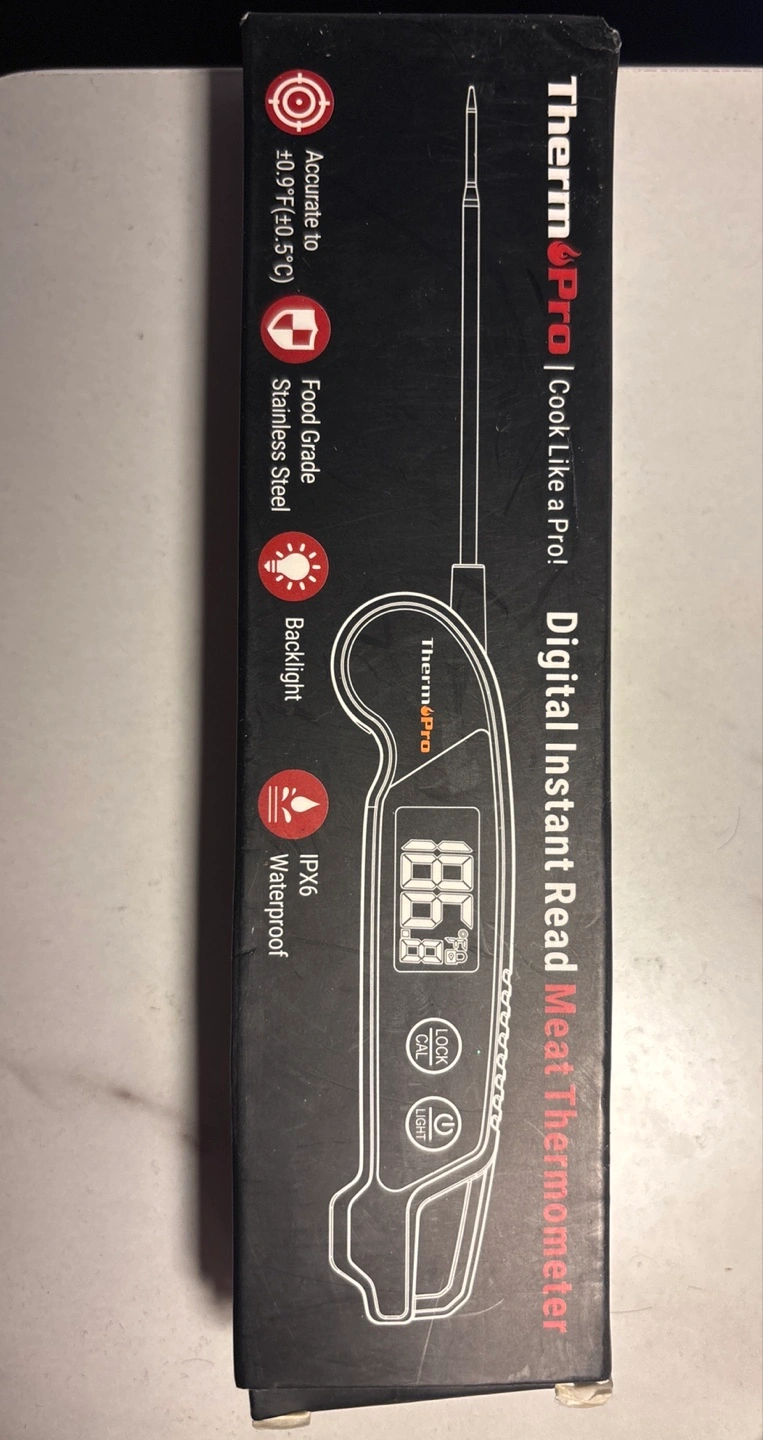 ThermoPro | Cook Like a Pro! Digital Instant Read Meat Thermometer
ThermoPro
186.8 °F
LOCK
CAL
LIGHT
Accurate to
±0.9°F(±0.5°C)
Food Grade
Stainless Steel
Backlight
IPX6
Waterproof